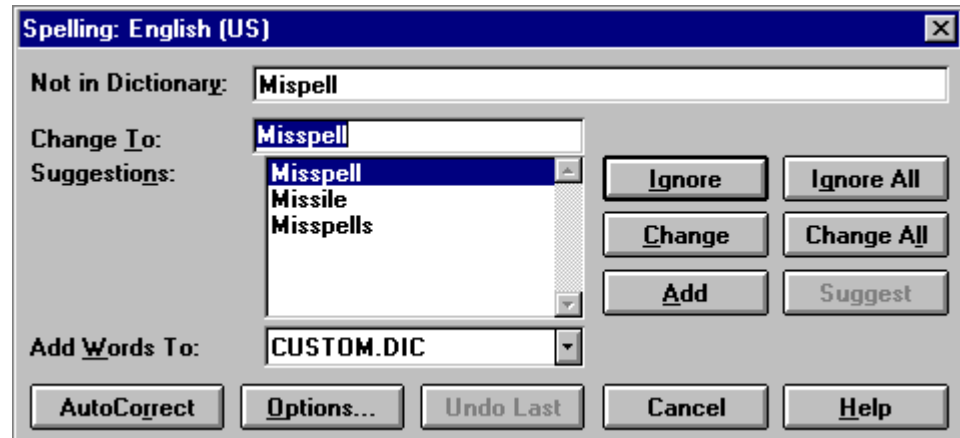 Spelling: English (US)
Not in Dictionary: Mispell
Change To: Misspell
Suggestions: Misspell
Missile
Misspells
Ignore Ignore All
Change Change All
Add Suggest
Add Words To: CUSTOM.DIC
AutoCorrect Options... Undo Last Cancel Help